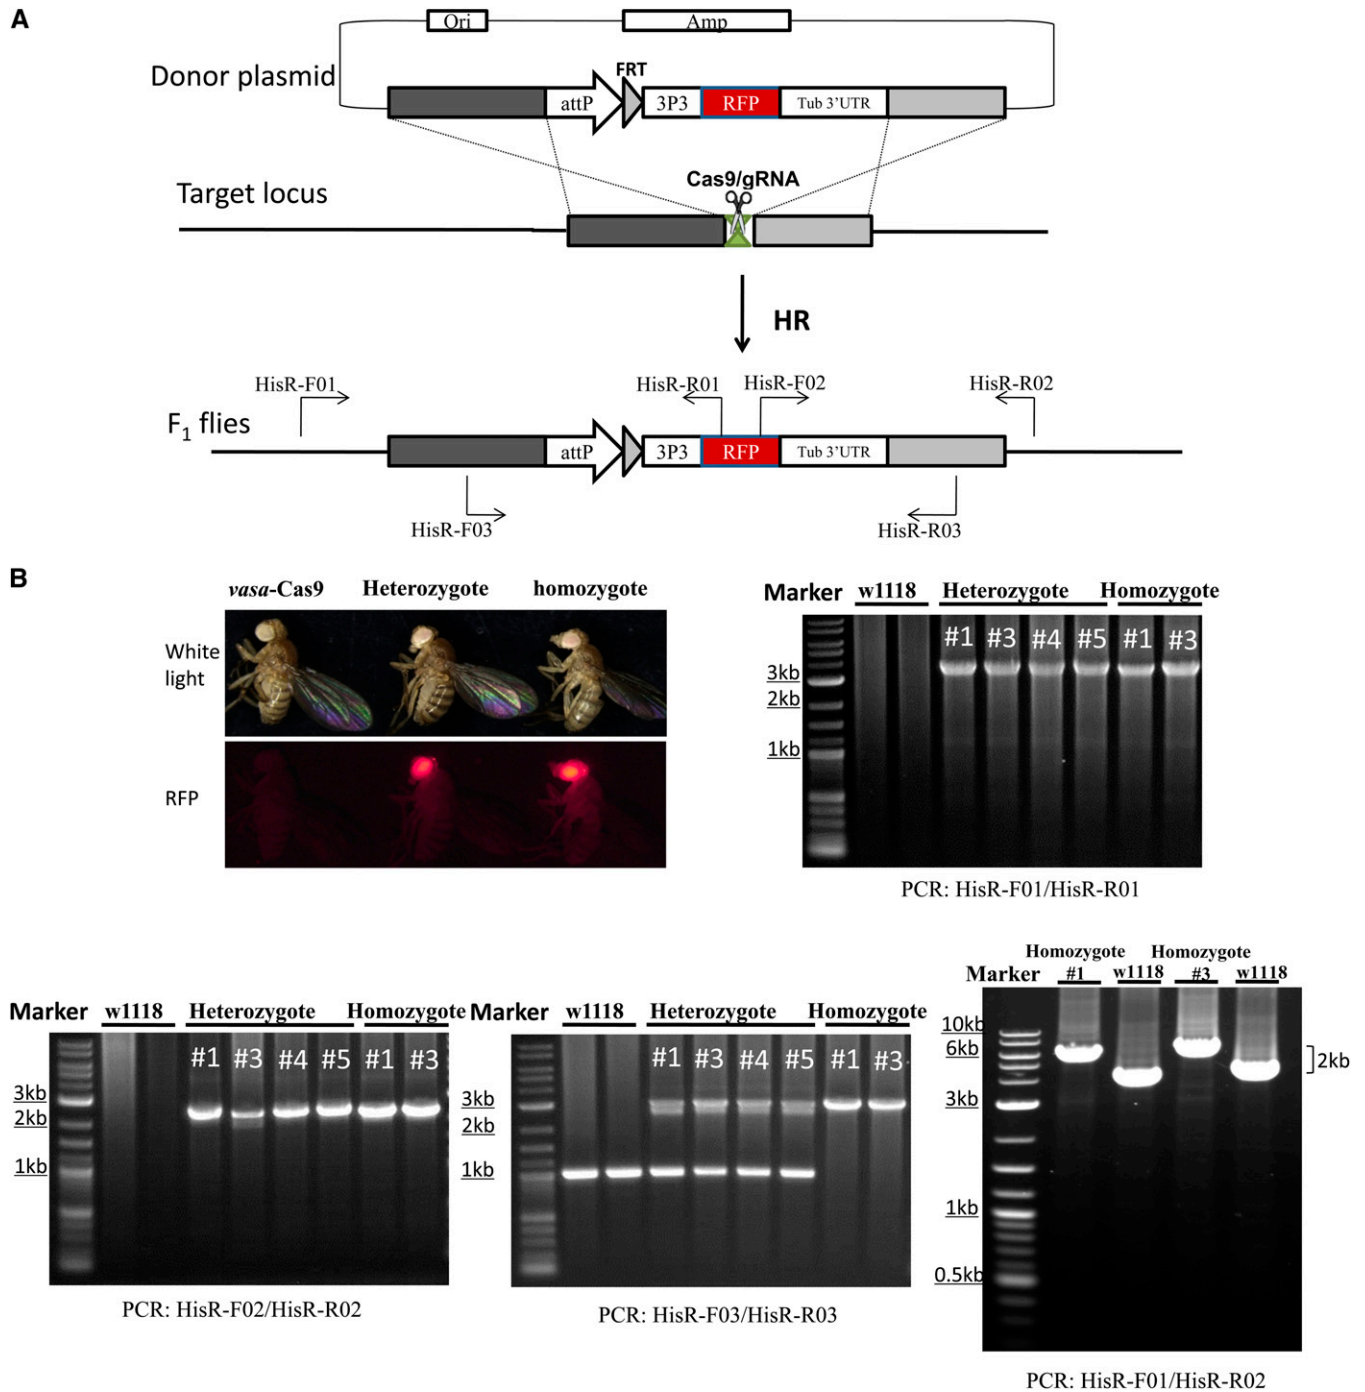 A
Ori
Amp
Donor plasmid
FRT
attP
3P3
RFP
Tub 3'UTR
Target locus
Cas9/gRNA
HR
HisR-F01
HisR-R01
HisR-F02
HisR-R02
F1 flies
attP
3P3
RFP
Tub 3'UTR
HisR-F03
HisR-R03
B
vasa-Cas9 Heterozygote homozygote
White
light
RFP
Marker w1118 Heterozygote Homozygote
#1 #3 #4 #5 #1 #3
3kb
2kb
1kb
PCR: HisR-F01/HisR-R01
Marker w1118 Heterozygote Homozygote
#1 #3 #4 #5 #1 #3
3kb
2kb
1kb
PCR: HisR-F02/HisR-R02
Marker w1118 Heterozygote Homozygote
#1 #3 #4 #5 #1 #3
3kb
2kb
1kb
PCR: HisR-F03/HisR-R03
Homozygote Homozygote
Marker #1 w1118 #3 w1118
10kb
6kb
3kb
1kb
0.5kb
2kb
PCR: HisR-F01/HisR-R02